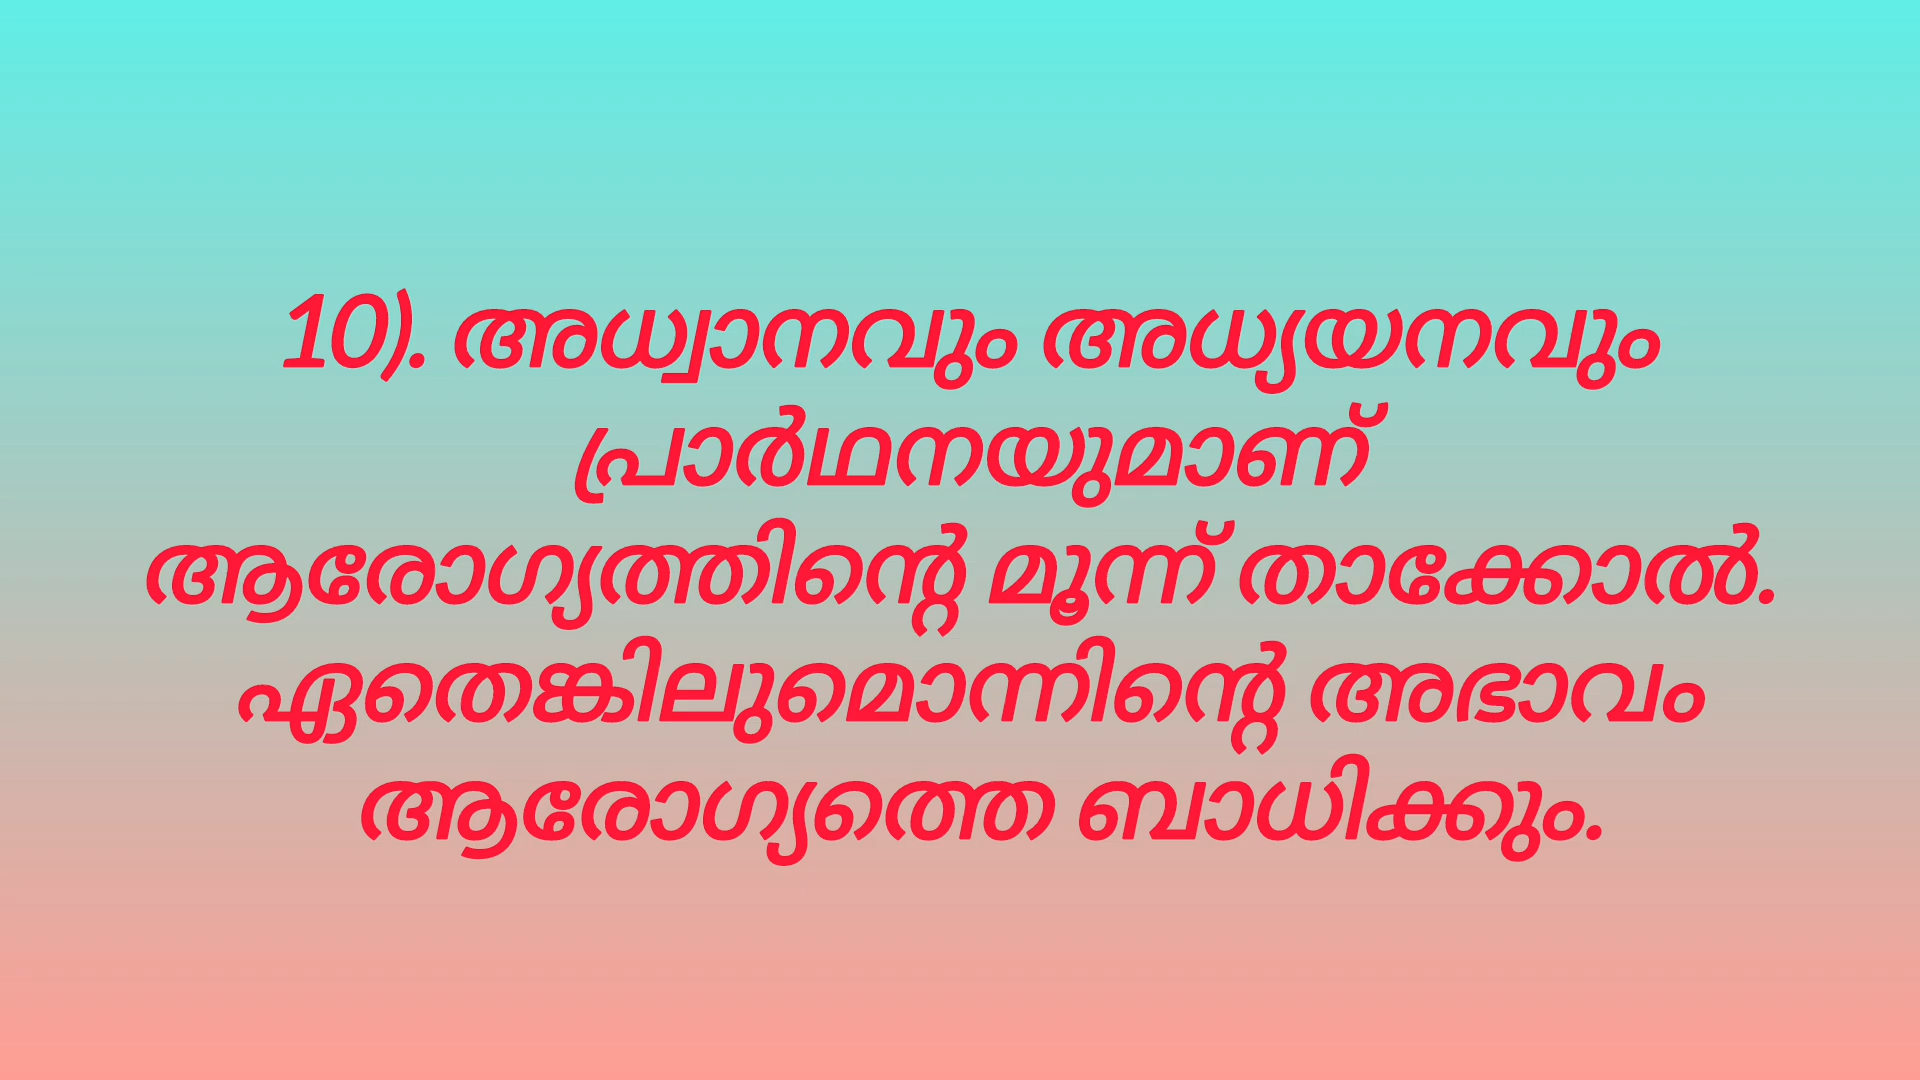 10). അധ്വാനവും അധ്യയനവും
പ്രാർഥനയുമാണ്
ആരോഗ്യത്തിന്റെ മൂന്ന് താക്കോൽ.
ഏതെങ്കിലുമൊന്നിന്റെ അഭാവം
ആരോഗ്യത്തെ ബാധിക്കും.